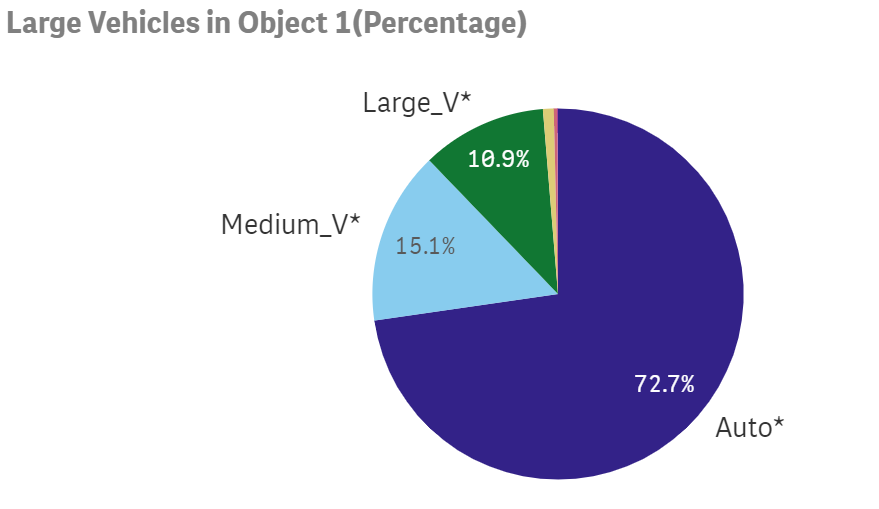 Large Vehicles in Object 1(Percentage)
Large_V*
10.9%
Medium_V*
15.1%
72.7%
Auto*